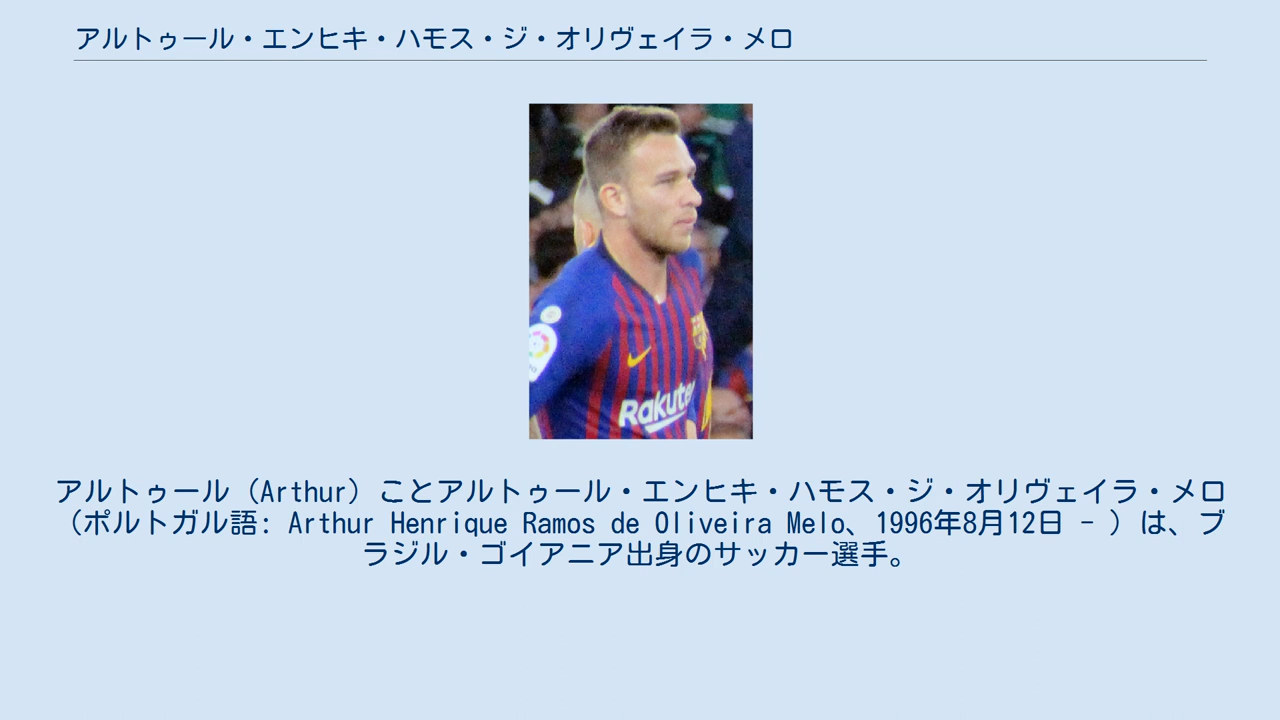 アルトゥール・エンヒキ・ハモス・ジ・オリヴェイラ・メロ
Rakuten
アルトゥール（Arthur）ことアルトゥール・エンヒキ・ハモス・ジ・オリヴェイラ・メロ
（ポルトガル語: Arthur Henrique Ramos de Oliveira Melo、1996年8月12日 - ）は、ブ
ラジル・ゴイアニア出身のサッカー選手。